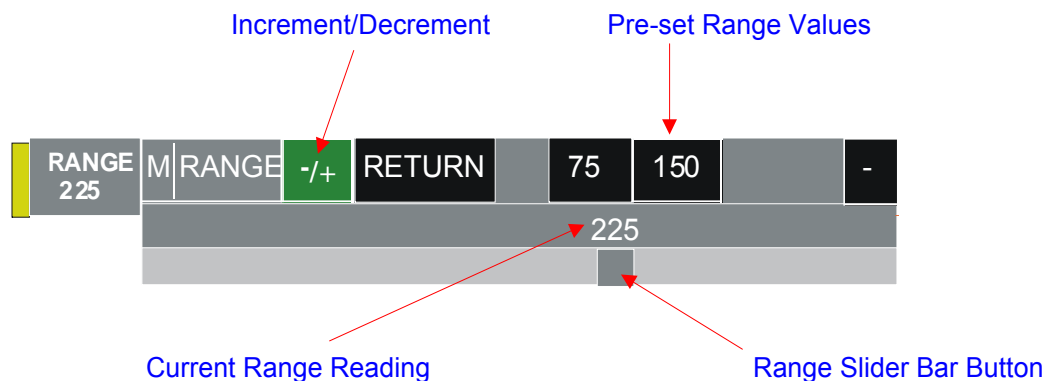 Increment/Decrement Pre-set Range Values
RANGE 225 M RANGE -/+ RETURN 75 150 -
225
Current Range Reading Range Slider Bar Button